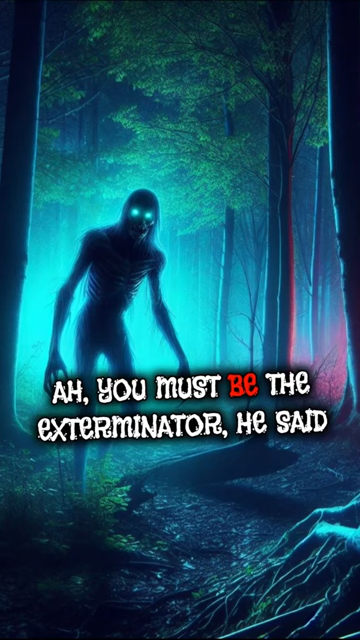 AH, YOU MUST BE THE
EXTERMINATOR, HE SAID